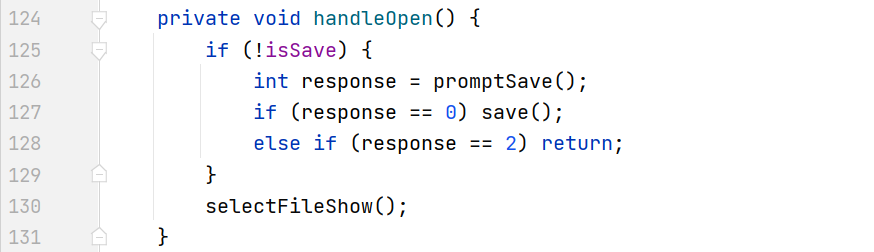 124 private void handleOpen() {
125 if (!isSave) {
126 int response = promptSave();
127 if (response == 0) save();
128 else if (response == 2) return;
129 }
130 selectFileShow();
131 }